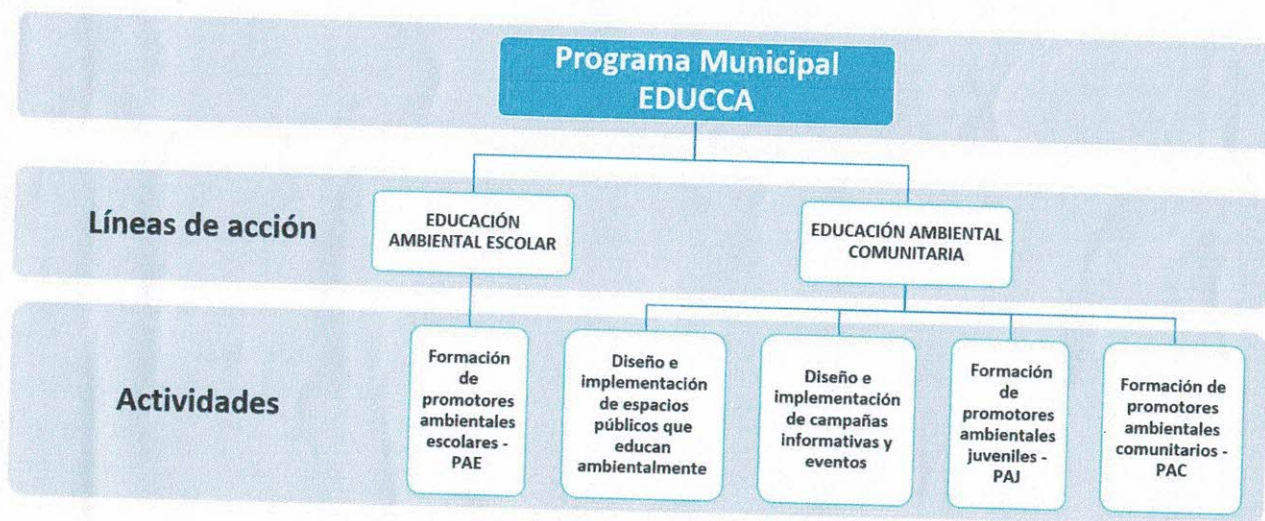 Programa Municipal
EDUCCA
Líneas de acción
EDUCACIÓN
AMBIENTAL ESCOLAR
EDUCACIÓN AMBIENTAL
COMUNITARIA
Actividades
Formación
de
promotores
ambientales
escolares -
PAE
Diseño e
implementación
de espacios
públicos que
educan
ambientalmente
Diseño e
implementación
de campañas
informativas y
eventos
Formación
de
promotores
ambientales
juveniles -
PAJ
Formación de
promotores
ambientales
comunitarios -
PAC